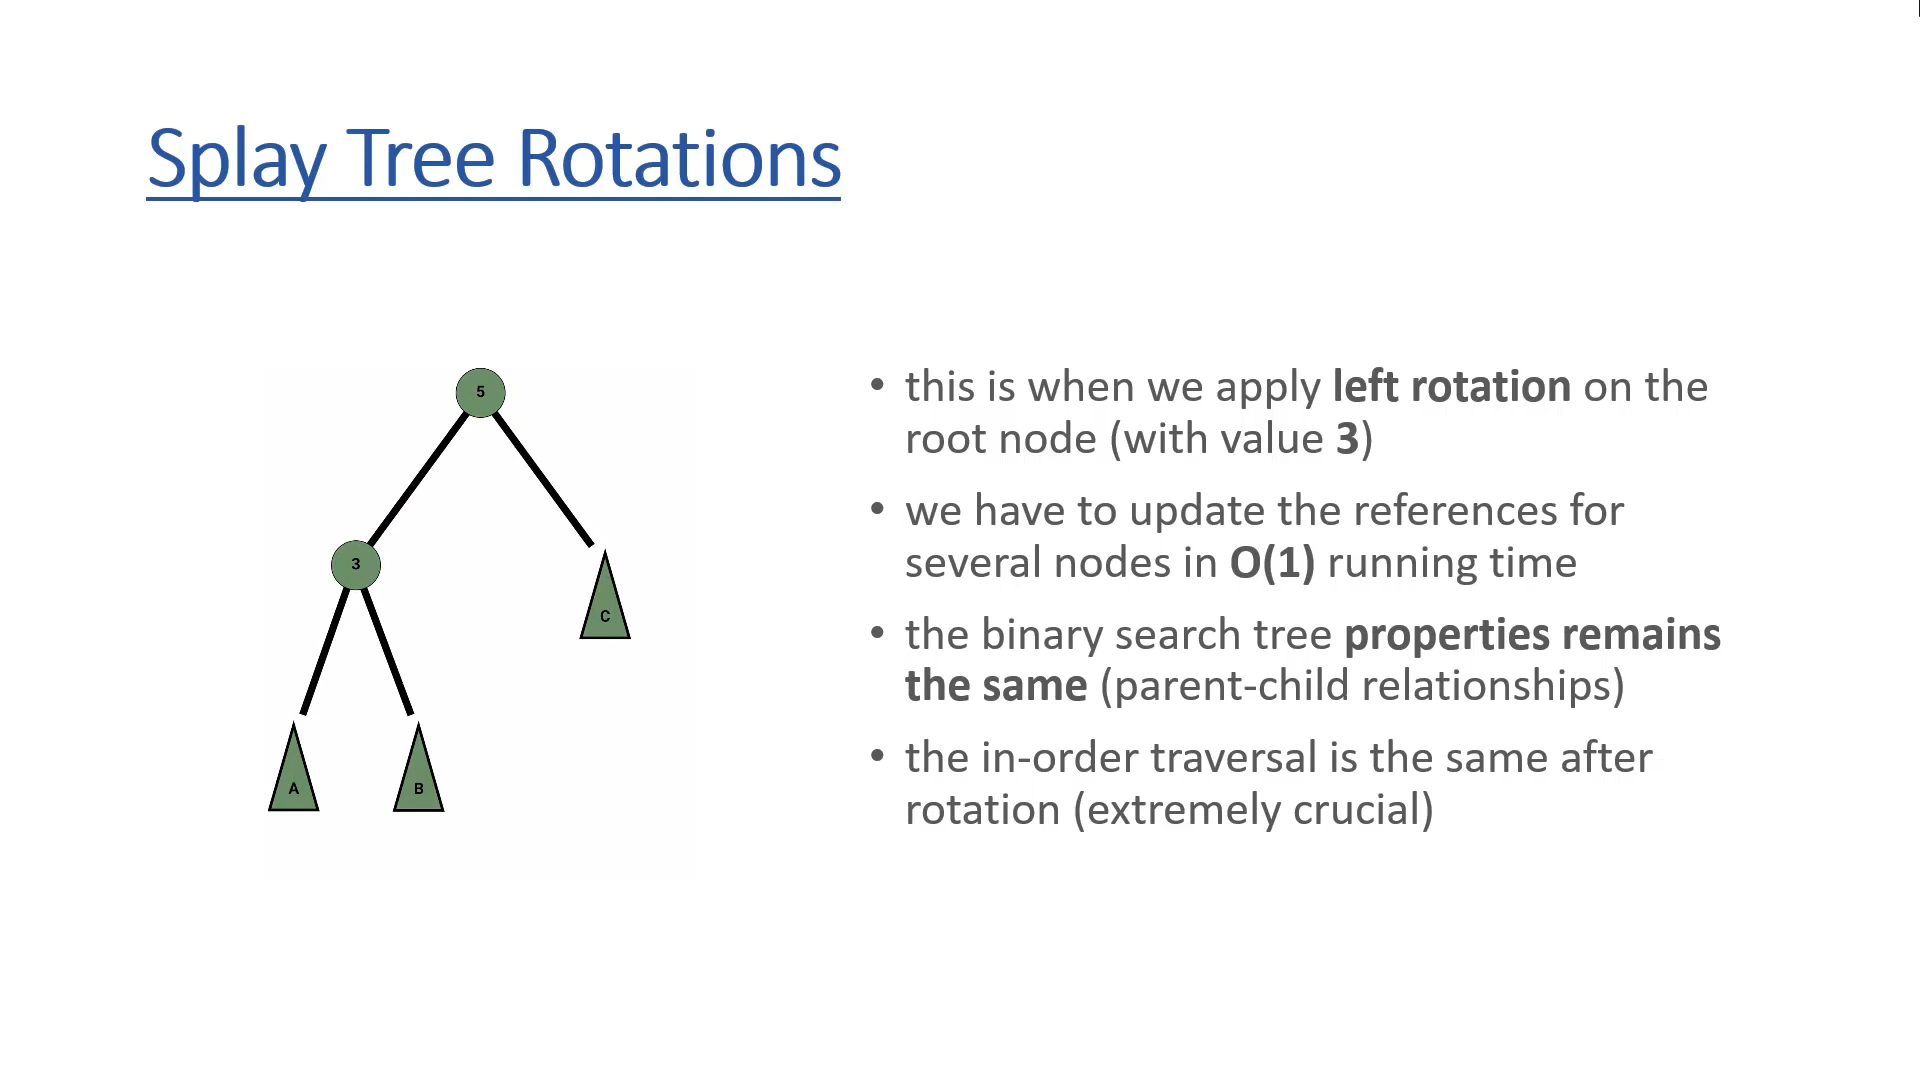 Splay Tree Rotations
5
3
C
A
B
• this is when we apply left rotation on the
root node (with value 3)
• we have to update the references for
several nodes in O(1) running time
• the binary search tree properties remains
the same (parent-child relationships)
• the in-order traversal is the same after
rotation (extremely crucial)